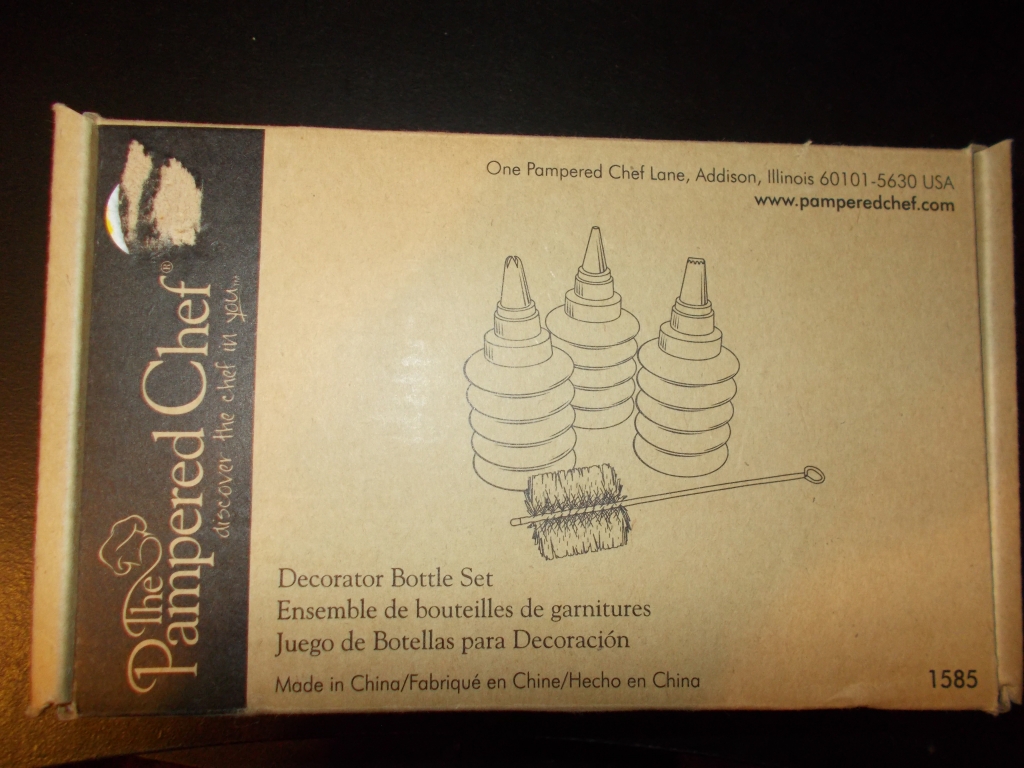 The
Pampered Chef®
discover the chef in you...
One Pampered Chef Lane, Addison, Illinois 60101-5630 USA
www.pamperedchef.com
Decorator Bottle Set
Ensemble de bouteilles de garnitures
Juego de Botellas para Decoración
Made in China/Fabriqué en Chine/Hecho en China
1585